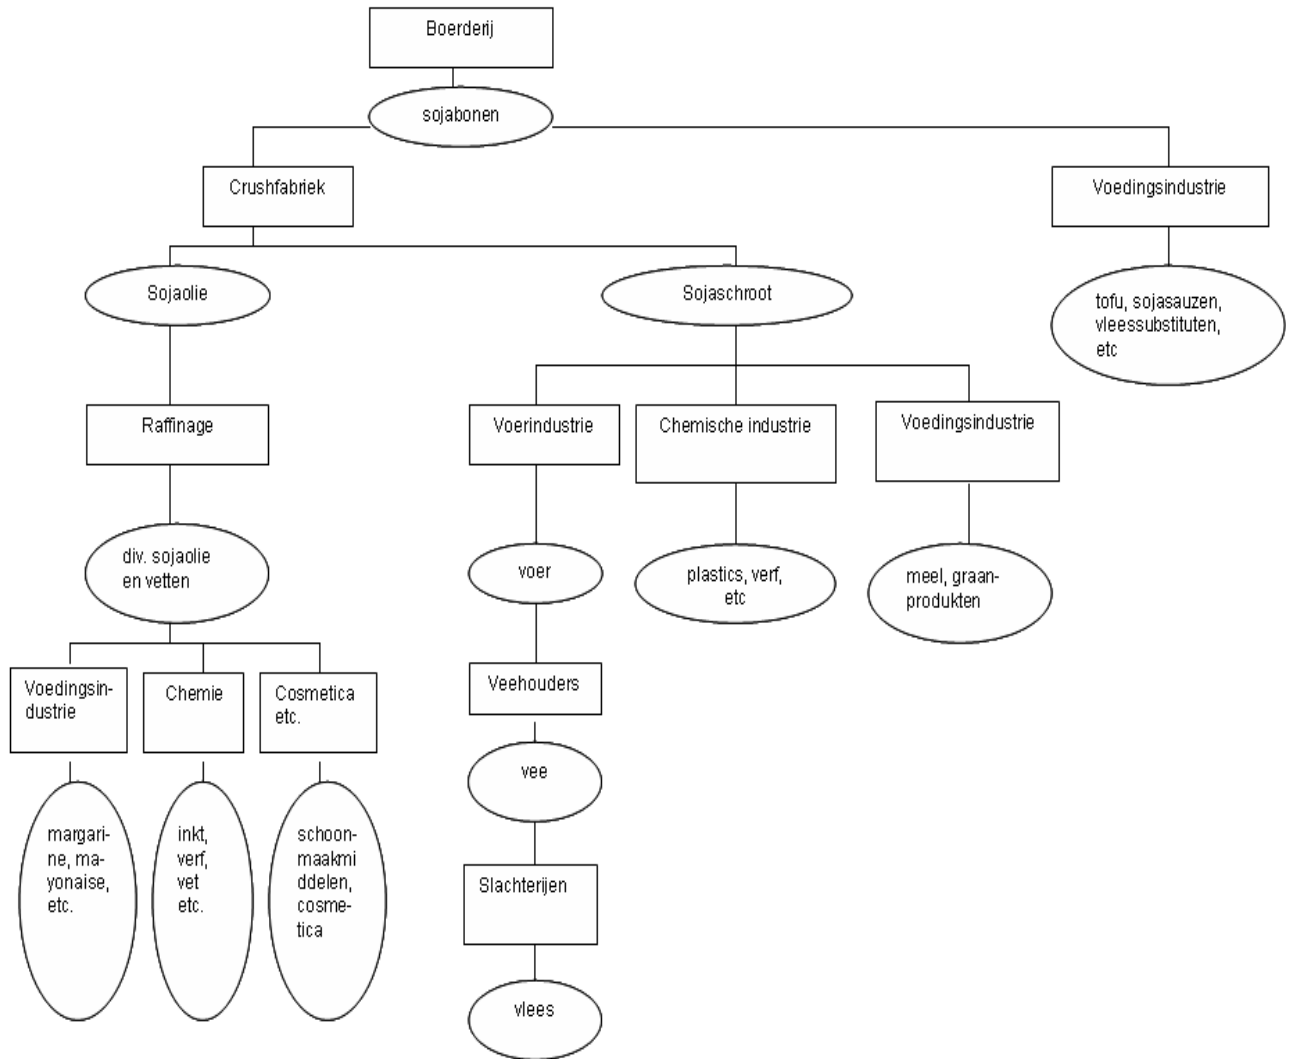 Boerderij
sojabonen
Crushfabriek
Voedingsindustrie
Sojaolie
Sojaschroot
tofu, sojasauzen,
vleessubstituten,
etc
Raffinage
Voerindustrie
Chemische industrie
Voedingsindustrie
div. sojaolie
en vetten
voer
plastics, verf,
etc
meel, graan-
produkten
Voedingsin-
dustrie
Chemie
Cosmetica
etc.
Veehouders
vee
margari-
ne, ma-
yonaise,
etc.
inkt,
verf,
vet
etc.
schoon-
maakmi
ddelen,
cosme-
tica
Slachterijen
vlees